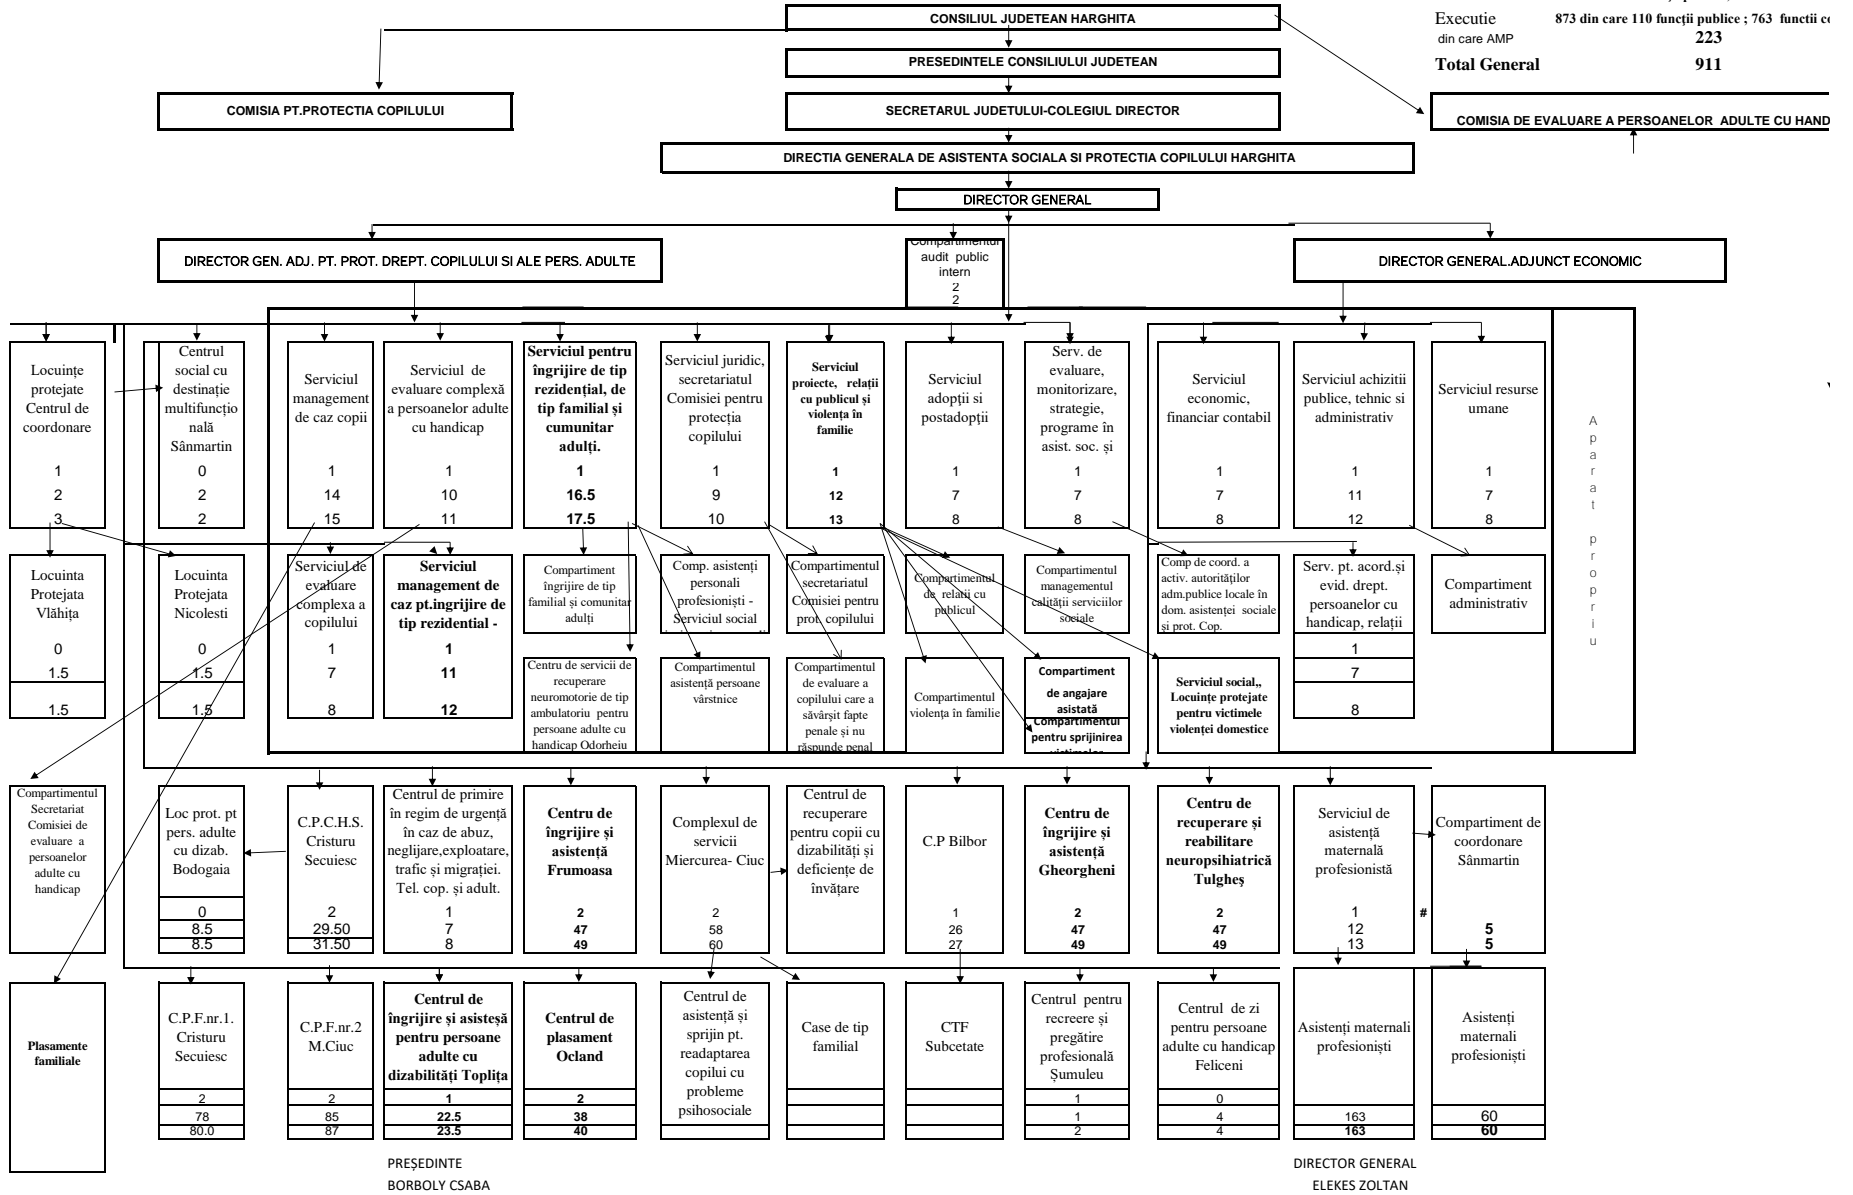 CONSILIUL JUDETEAN HARGHITA
Executie 873 din care 110 funcţii publice ; 763 functii
din care AMP 223
Total General 911
PRESEDINTELE CONSILIULUI JUDETEAN
COMISIA PT.PROTECTIA COPILULUI
SECRETARUL JUDETULUI-COLEGIUL DIRECTOR
COMISIA DE EVALUARE A PERSOANELOR ADULTE CU HAND
DIRECTIA GENERALA DE ASISTENTA SOCIALA SI PROTECTIA COPILULUI HARGHITA
DIRECTOR GENERAL
DIRECTOR GEN. ADJ. PT. PROT. DREPT. COPILULUI SI ALE PERS. ADULTE
Compartimentul
audit public
intern
2
2
DIRECTOR GENERAL.ADJUNCT ECONOMIC
Locuințe
protejate
Centrul de
coordonare
1
2
3
Centrul
social cu
destinație
multifuncțio
nală
Sânmartin
0
2
2
Serviciul
management
de caz copii
1
14
15
Serviciul de
evaluare complexă
a persoanelor adulte
cu handicap
1
10
11
Serviciul pentru
îngrijire de tip
rezidențial, de
tip familial și
cumunitar
adulți.
1
16.5
17.5
Serviciul juridic,
secretariatul
Comisiei pentru
protecția
copilului
1
9
10
Serviciul
proiecte, relații
cu publicul și
violența în
familie
1
12
13
Serviciul
adopții si
postadopții
1
7
8
Serv. de
evaluare,
monitorizare,
strategie,
programe în
asist. soc. și
1
7
8
Serviciul
economic,
financiar contabil
1
7
8
Serviciul achizitii
publice, tehnic si
administrativ
1
11
12
Serviciul resurse
umane
1
7
8
Aparat propriu
Locuinta
Protejata
Vlăhița
0
1.5
1.5
Locuinta
Protejata
Nicolesti
0
1.5
1.5
Serviciul de
evaluare
complexa a
copilului
1
7
8
Serviciul
management de
caz pt.ingrijire de
tip rezidential -
1
11
12
Compartiment
îngrijire de tip
familial și comunitar
adulți
Comp. asistenți
personali
profesioniști -
Serviciul social
Compartimentul
secretariatul
Comisiei pentru
prot. copilului
Compartimentul
de relatii cu
publicul
Compartimentul
managementul
calității serviciilor
sociale
Comp de coord. a
activ. autorităților
adm.publice locale în
dom. asistenței sociale
și prot. Cop.
Serv. pt. acord.și
evid. drept.
persoanelor cu
handicap, relații
1
7
8
Compartiment
administrativ
Centru de servicii de
recuperare
neuromotorie de tip
ambulatoriu pentru
persoane adulte cu
handicap Odorheiu
Compartimentul
asistență persoane
vârstnice
Compartimentul
de evaluare a
copilului care a
săvârșit fapte
penale și nu
răspunde penal
Compartimentul
violența în familie
Compartiment
de angajare
asistată
Compartimentul
pentru sprijinirea
victimelor
Serviciul social,,
Locuințe protejate
pentru victimele
violenței domestice
Compartimentul
Secretariat
Comisiei de
evaluare a
persoanelor
adulte cu
handicap
Loc prot. pt
pers. adulte
cu dizab.
Bodogaia
0
8.5
8.5
C.P.C.H.S.
Cristuru
Secuiesc
2
29.50
31.50
Centrul de primire
în regim de urgență
în caz de abuz,
neglijare,exploatare,
trafic și migrației.
Tel. cop. și adult.
1
7
8
Centru de
îngrijire și
asistență
Frumoasa
2
47
49
Complexul de
servicii
Miercurea- Ciuc
2
58
60
Centrul de
recuperare
pentru copii cu
dizabilități și
deficiențe de
învățare
C.P Bilbor
1
26
27
Centru de
îngrijire și
asistență
Gheorgheni
2
47
49
Centru de
recuperare și
reabilitare
neuropsihiatrică
Tulgheş
2
47
49
Serviciul de
asistență
maternală
profesionistă
1
12
13
#
Compartiment de
coordonare
Sânmartin
5
5
Plasamente
familiale
C.P.F.nr.1.
Cristuru
Secuiesc
2
78
80.0
C.P.F.nr.2
M.Ciuc
2
85
87
Centrul de
îngrijire și asistesă
pentru persoane
adulte cu
dizabilități Toplița
1
22.5
23.5
Centrul de
plasament
Ocland
2
38
40
Centrul de
asistență și
sprijin pt.
readaptarea
copilui cu
probleme
psihosociale
Case de tip
familial
CTF
Subcetate
Centrul pentru
recreere și
pregătire
profesională
Șumuleu
1
1
2
Centrul de zi
pentru persoane
adulte cu handicap
Feliceni
0
4
4
Asistenți maternali
profesioniști
163
163
Asistenți
maternali
profesioniști
60
60
PREȘEDINTE
BORBOLY CSABA
DIRECTOR GENERAL
ELEKES ZOLTAN